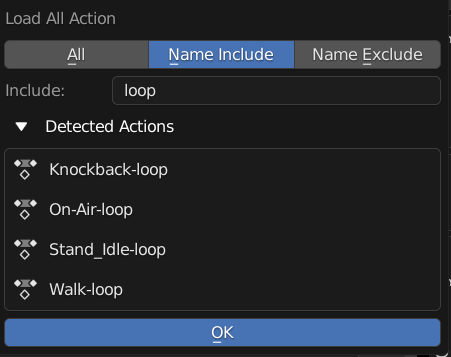 Load All Action
All Name Include Name Exclude
Include: loop
Detected Actions
Knockback-loop
On-Air-loop
Stand_Idle-loop
Walk-loop
OK